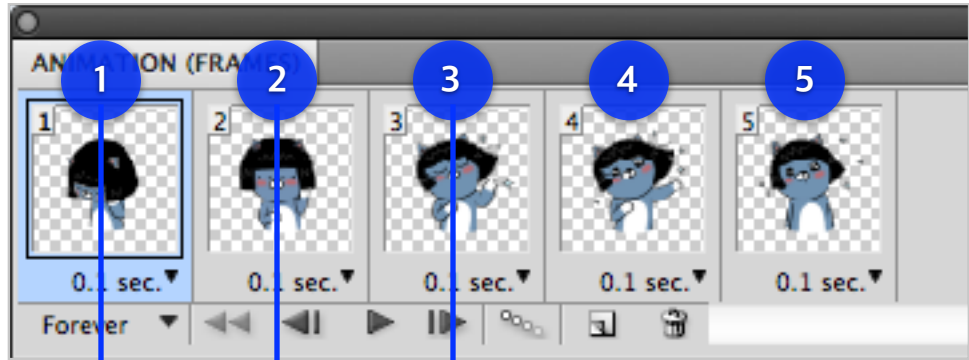 ANIMATION (FRAMES)
1 2 3 4 5
1 2 3 4 5
0.1 sec. 0.1 sec. 0.1 sec. 0.1 sec. 0.1 sec.
Forever